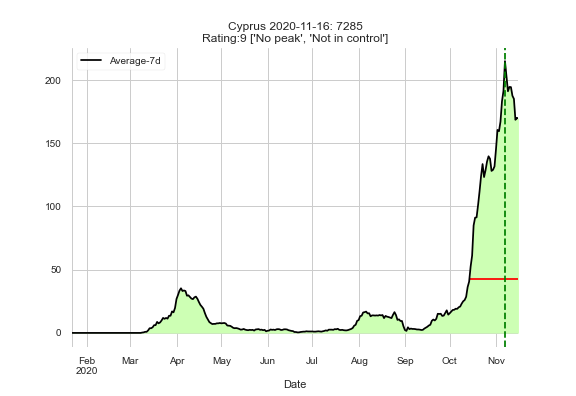 Cyprus 2020-11-16: 7285
Rating:9 ['No peak', 'Not in control']
Average-7d
200
150
100
50
0
Feb Mar Apr May Jun Jul Aug Sep Oct Nov
2020
Date